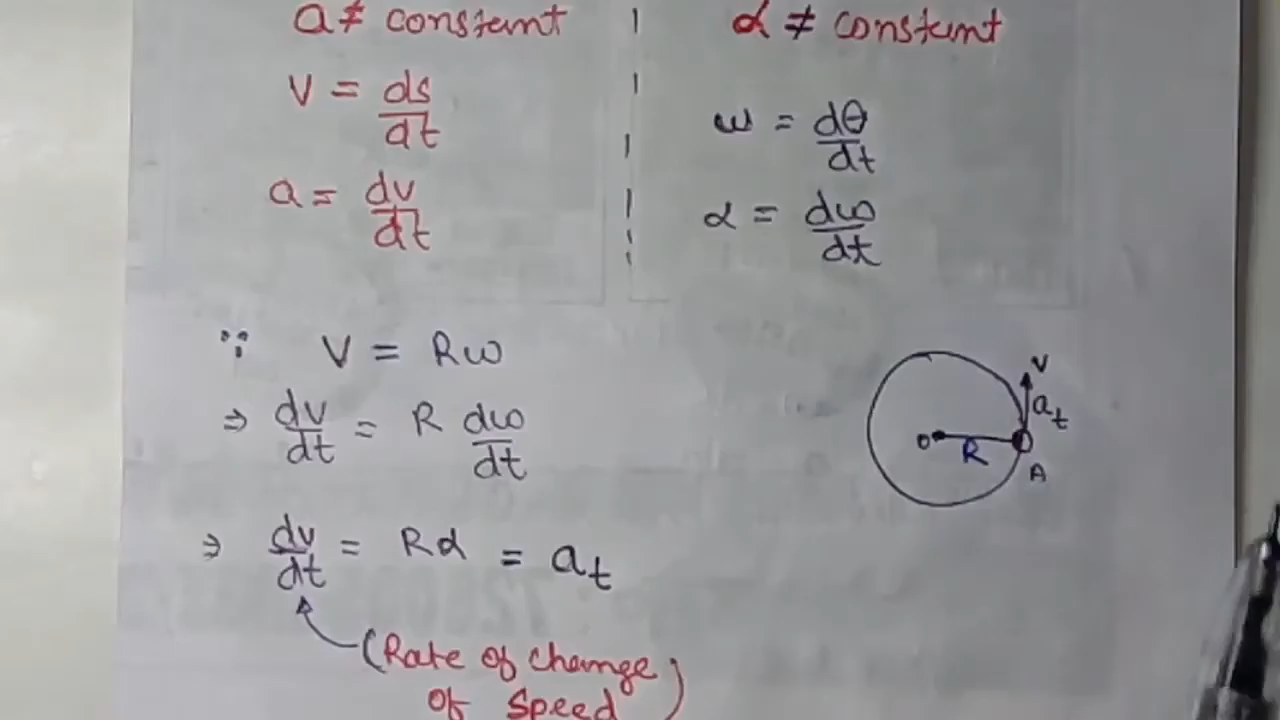 a ≠ constant
v = ds/dt
a = dv/dt
α ≠ constant
ω = dθ/dt
α = dω/dt
∵ V = Rω
⇒ dv/dt = R dω/dt
⇒ dv/dt = Rα = a_t
(Rate of change
of speed)
V
a_t
O
R
A